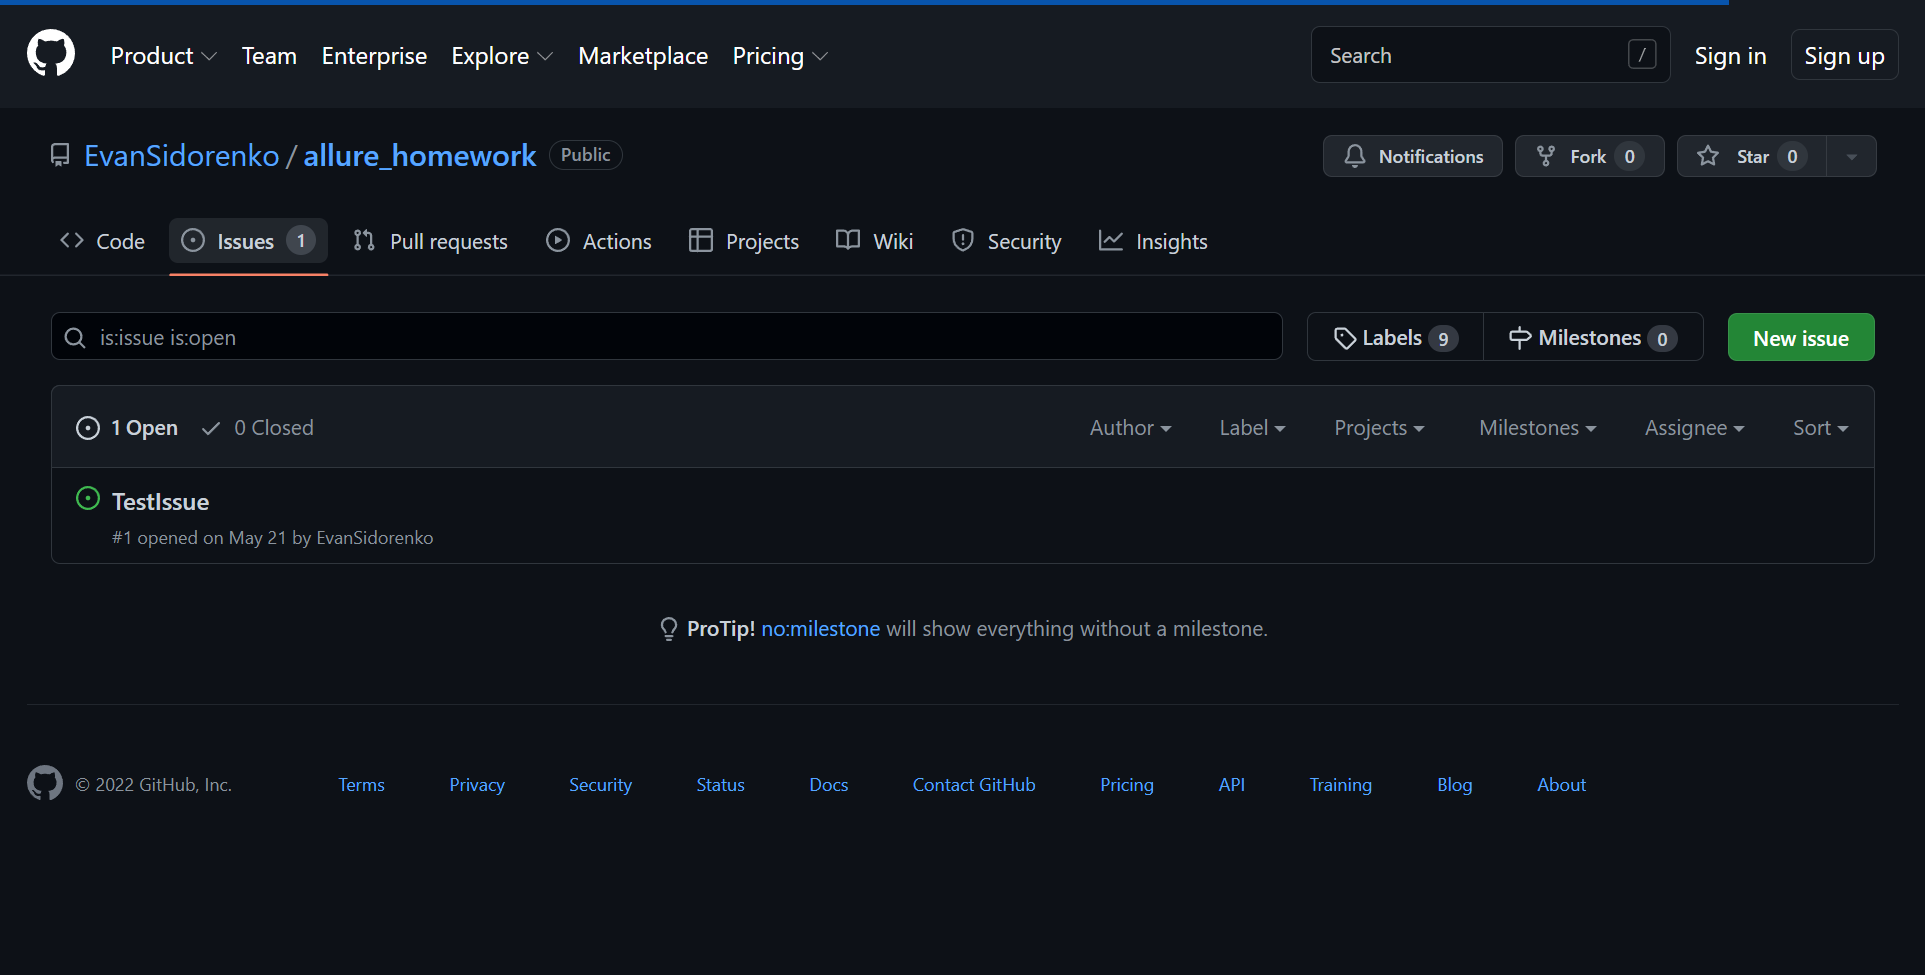 Product Team Enterprise Explore Marketplace Pricing Search / Sign in Sign up
EvanSidorenko / allure_homework Public Notifications Fork 0 Star 0
Code Issues 1 Pull requests Actions Projects Wiki Security Insights
is:issue is:open Labels 9 Milestones 0 New issue
1 Open 0 Closed Author Label Projects Milestones Assignee Sort
TestIssue
#1 opened on May 21 by EvanSidorenko
ProTip! no:milestone will show everything without a milestone.
© 2022 GitHub, Inc. Terms Privacy Security Status Docs Contact GitHub Pricing API Training Blog About